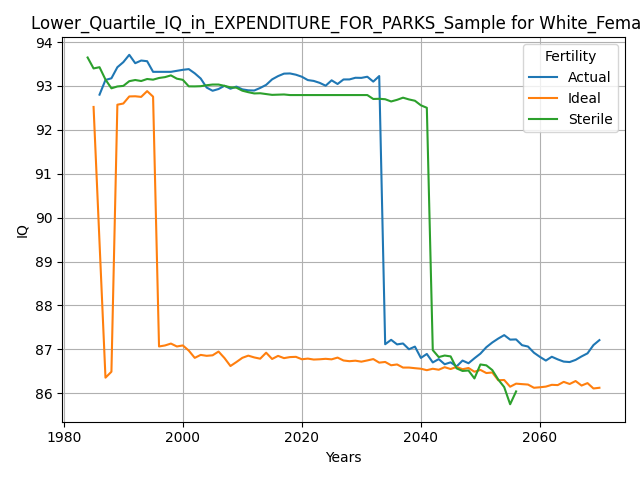 Lower_Quartile_IQ_in_EXPENDITURE_FOR_PARKS_Sample for White_Fema
94
93
92
91
90
89
88
87
86
IQ
Fertility
Actual
Ideal
Sterile
1980
2000
2020
2040
2060
Years